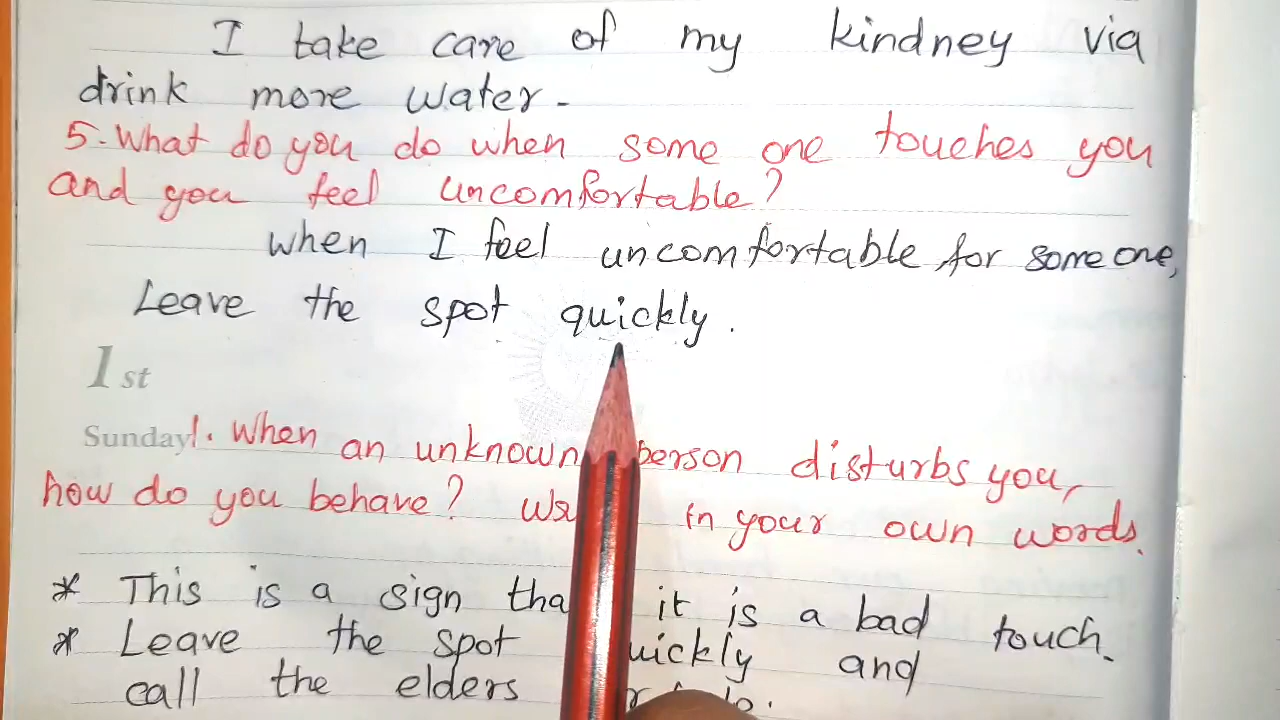 I take care of my kindney via
drink more water.
5. What do you do when some one touches you
and you feel uncomfortable?
When I feel uncomfortable for some one,
Leave the spot quickly.
1st
Sunday 1. When an unknown person disturbs you,
how do you behave? in your own words.
* This is a sign it is a bad touch.
* Leave the spot and
call the elders